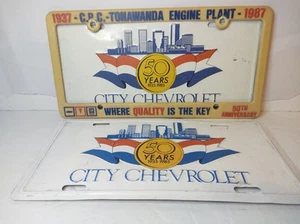 1937 - C.P.C.-TONAWANDA ENGINE PLANT - 1987
50
YEARS
CITY CHEVROLET
WHERE QUALITY IS THE KEY
50TH
ANNIVERSARY
50
YEARS
CITY CHEVROLET